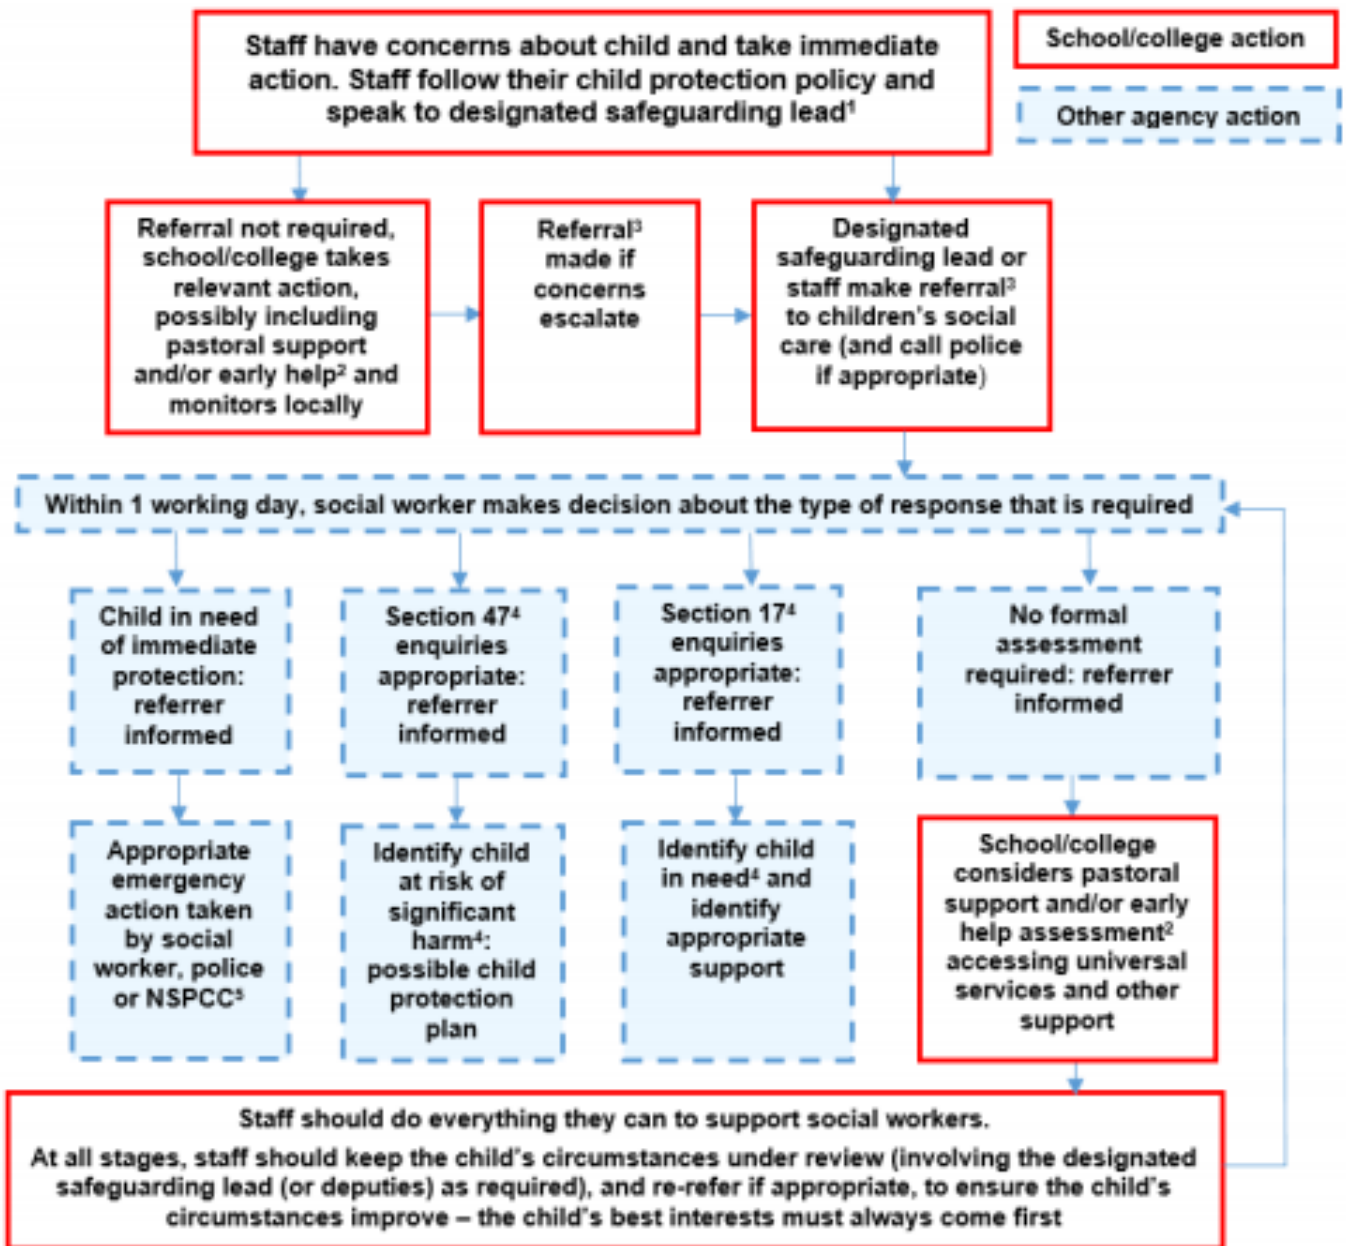 Staff have concerns about child and take immediate
action. Staff follow their child protection policy and
speak to designated safeguarding lead¹
School/college action
Other agency action
Referral not required,
school/college takes
relevant action,
possibly including
pastoral support
and/or early help² and
monitors locally
Referral³
made if
concerns
escalate
Designated
safeguarding lead or
staff make referral³
to children's social
care (and call police
if appropriate)
Within 1 working day, social worker makes decision about the type of response that is required
Child in need
of immediate
protection:
referrer
informed
Section 47⁴
enquiries
appropriate:
referrer
informed
Section 17⁴
enquiries
appropriate:
referrer
informed
No formal
assessment
required: referrer
informed
Appropriate
emergency
action taken
by social
worker, police
or NSPCC⁵
Identify child
at risk of
significant
harm⁴:
possible child
protection
plan
Identify child
in need⁴ and
identify
appropriate
support
School/college
considers pastoral
support and/or early
help assessment²
accessing universal
services and other
support
Staff should do everything they can to support social workers.
At all stages, staff should keep the child's circumstances under review (involving the designated
safeguarding lead (or deputies) as required), and re-refer if appropriate, to ensure the child's
circumstances improve – the child's best interests must always come first